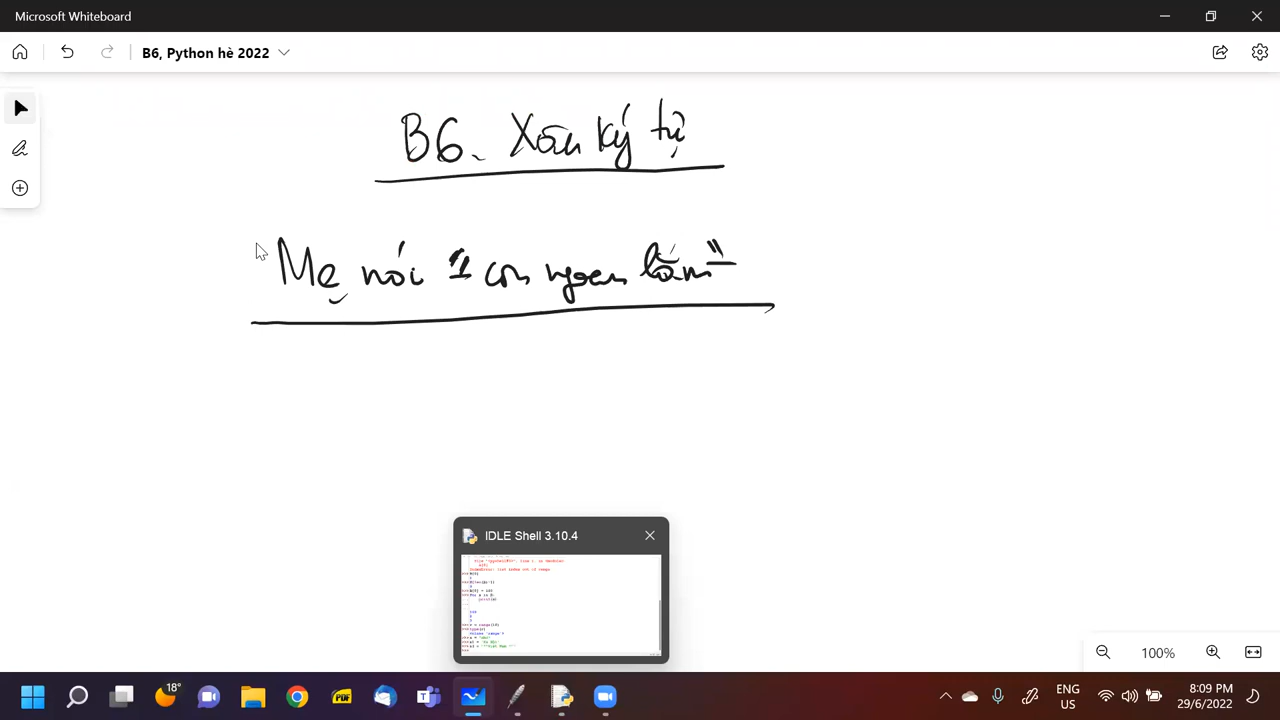 Microsoft Whiteboard
B6, Python hè 2022
B6. Xâu ký tự
Mẹ nói "con ngoan lắm"
IDLE Shell 3.10.4
100%
18°
PDF
ENG
US
8:09 PM
29/6/2022